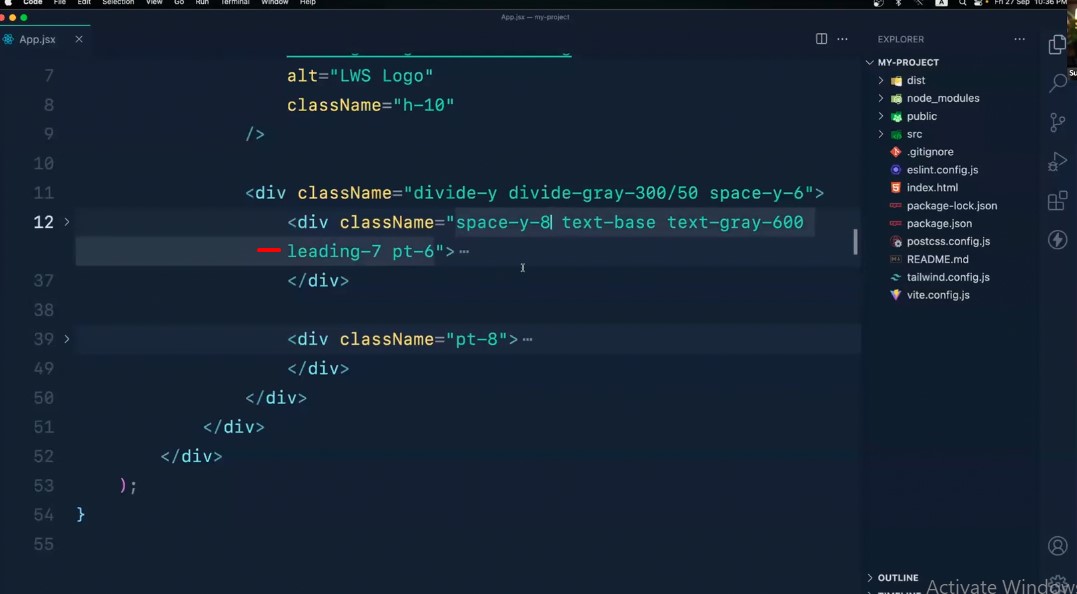 Code File Edit Selection View Go Run Terminal Window Help
Fri 27 Sep 10:36 PM
App.jsx — my-project
App.jsx
EXPLORER
7 alt="LWS Logo"
8 className="h-10"
9 />
10
11 <div className="divide-y divide-gray-300/50 space-y-6">
12 <div className="space-y-8 text-base text-gray-600
leading-7 pt-6">
37 </div>
38
39 <div className="pt-8">
49 </div>
50 </div>
51 </div>
52 </div>
53 );
54 }
55
MY-PROJECT
dist
node_modules
public
src
.gitignore
eslint.config.js
index.html
package-lock.json
package.json
postcss.config.js
README.md
tailwind.config.js
vite.config.js
OUTLINE
Activate Windows